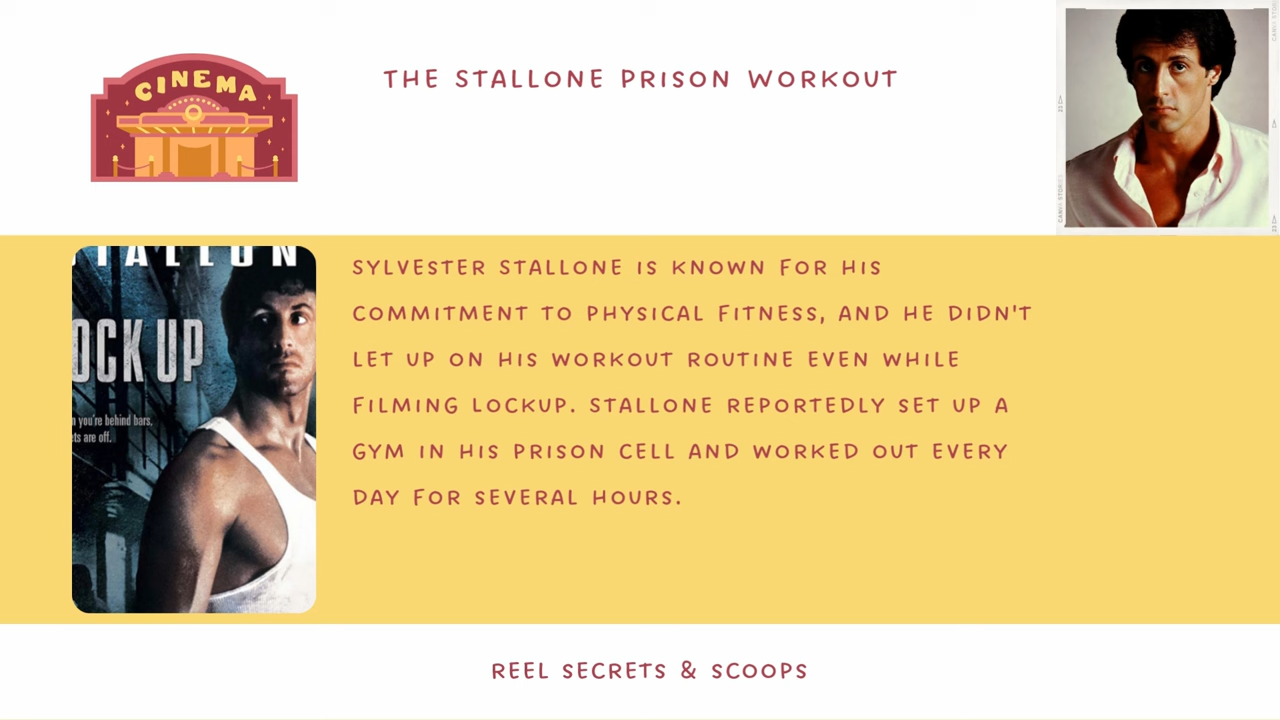 CINEMA
THE STALLONE PRISON WORKOUT
TALLON
OCK UP
you're behind bars,
ets are off.
SYLVESTER STALLONE IS KNOWN FOR HIS
COMMITMENT TO PHYSICAL FITNESS, AND HE DIDN'T
LET UP ON HIS WORKOUT ROUTINE EVEN WHILE
FILMING LOCKUP. STALLONE REPORTEDLY SET UP A
GYM IN HIS PRISON CELL AND WORKED OUT EVERY
DAY FOR SEVERAL HOURS.
REEL SECRETS & SCOOPS